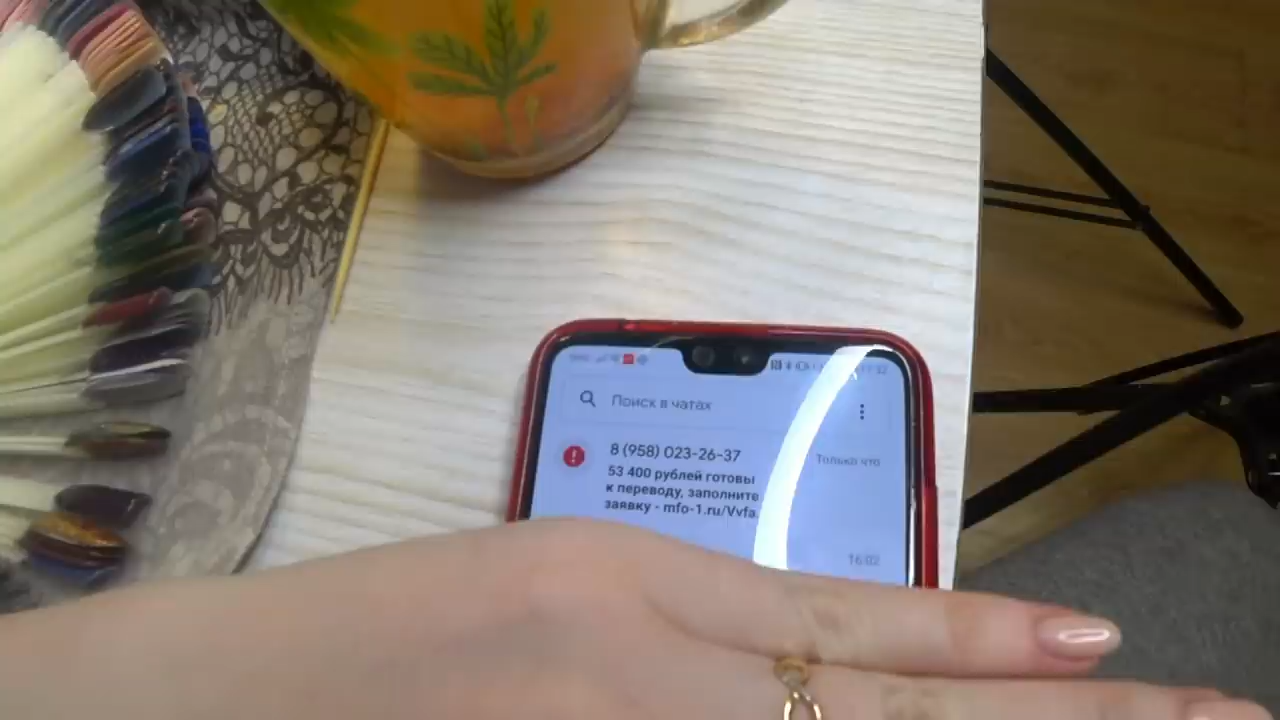 Поиск в чатах
8 (958) 023-26-37
Только что
53 400 рублей готовы
к переводу, заполните
заявку - mfo-1.ru/Vvfa.
16:02